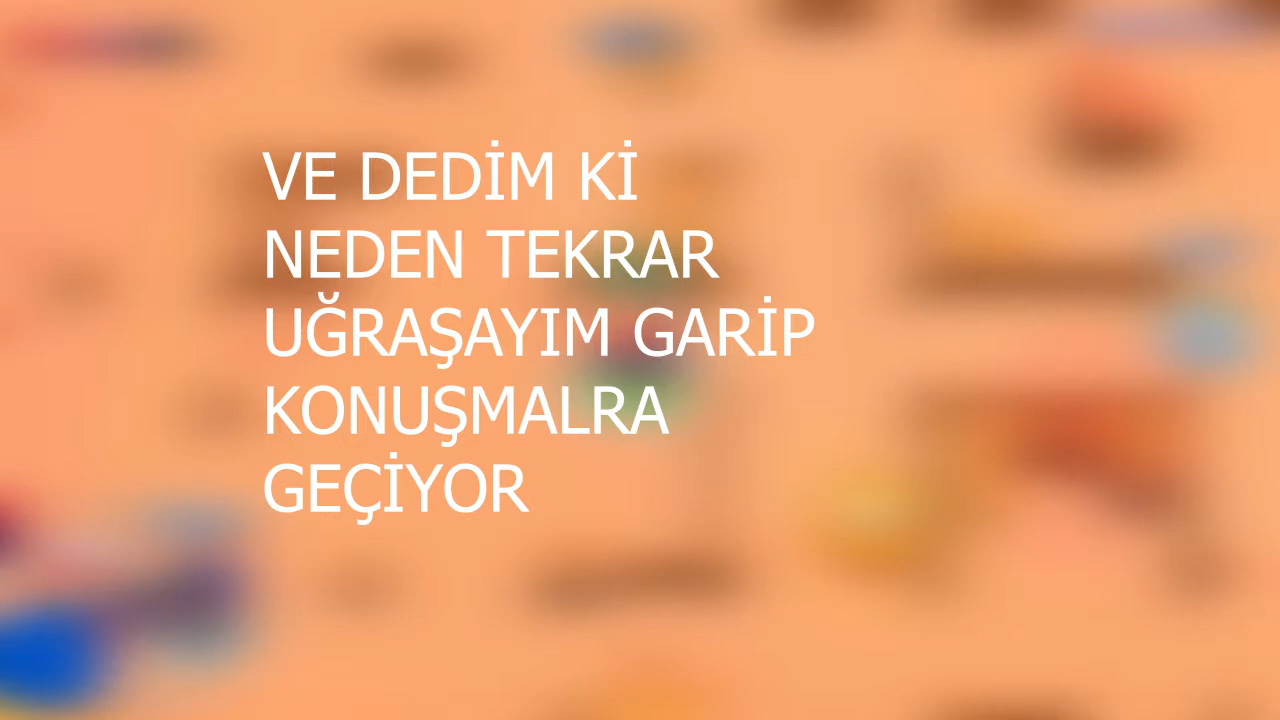 VE DEDİM Kİ
NEDEN TEKRAR
UĞRAŞAYIM GARİP
KONUŞMALRA
GEÇİYOR